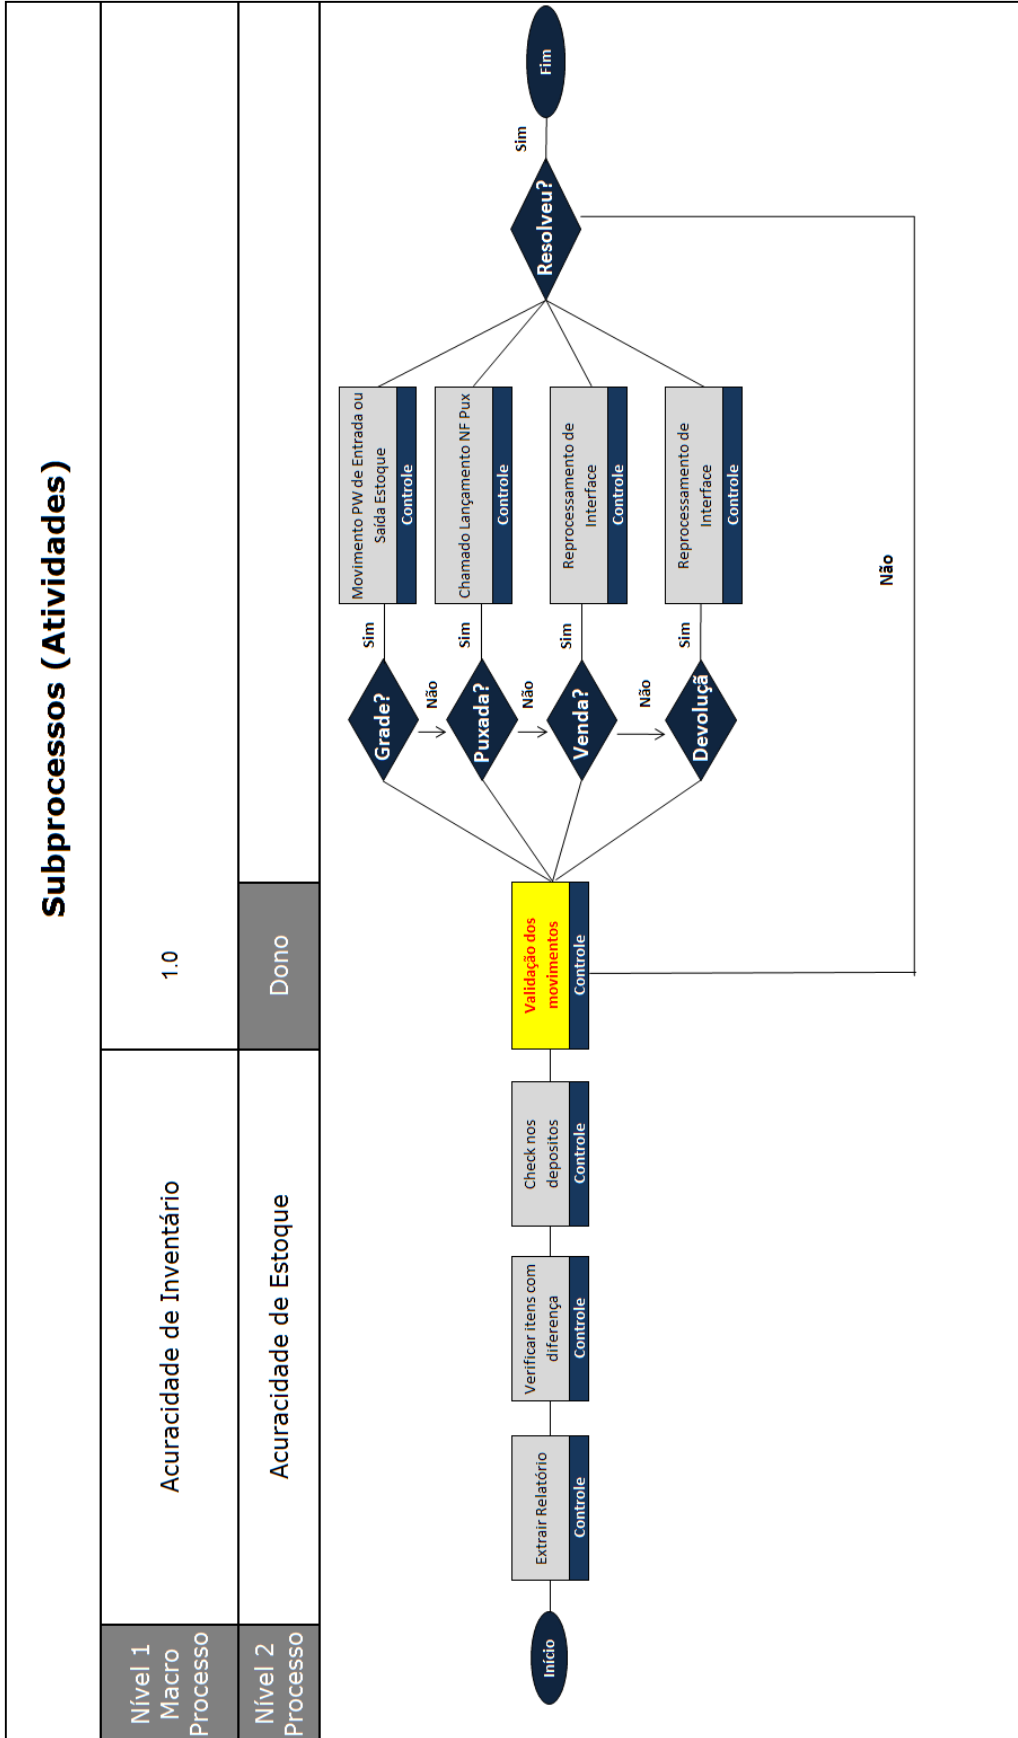 Subprocessos (Atividades)
Nível 1
Macro
Processo
Acuracidade de Inventário
1.0
Nível 2
Processo
Acuracidade de Estoque
Dono
Início
Extrair Relatório
Controle
Verificar itens com
diferença
Controle
Check nos
depositos
Controle
Validação dos
movimentos
Controle
Grade?
Sim
Movimento PW de Entrada ou
Saída Estoque
Controle
Não
Puxada?
Sim
Chamado Lançamento NF Pux
Controle
Não
Venda?
Sim
Reprocessamento de
Interface
Controle
Não
Devoluçã
Sim
Reprocessamento de
Interface
Controle
Resolveu?
Sim
Fim
Não